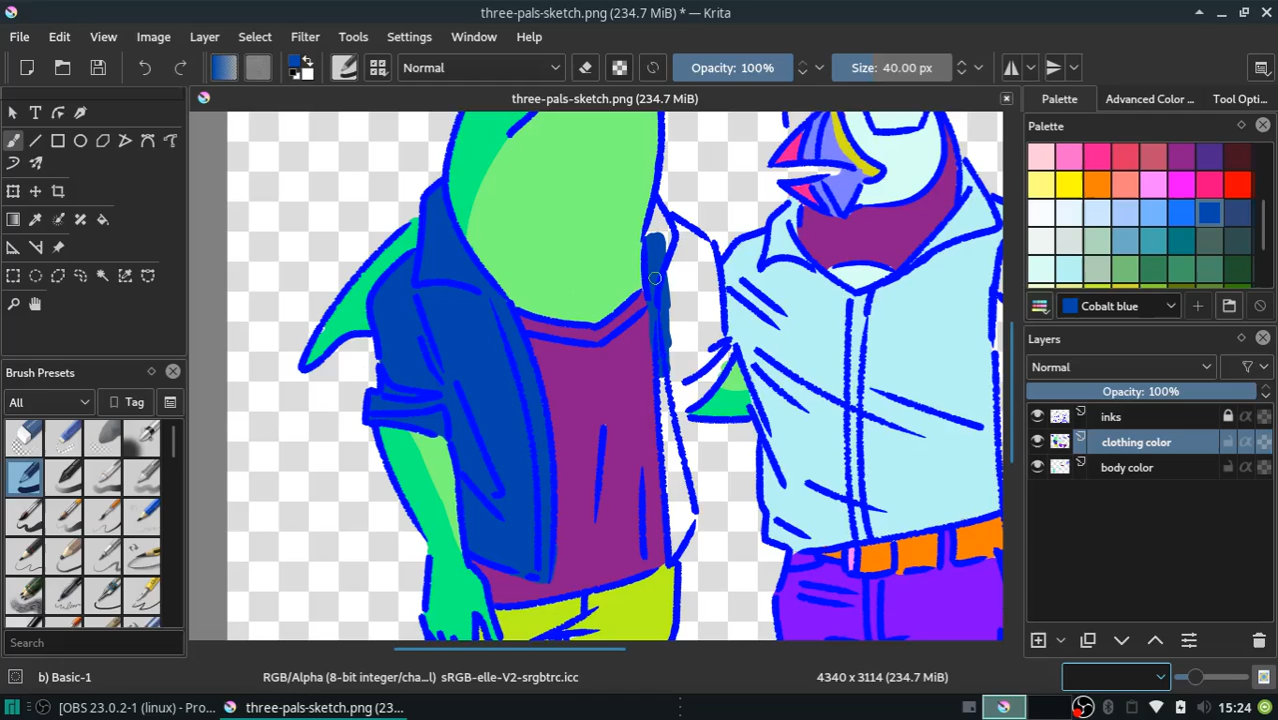 three-pals-sketch.png (234.7 MiB) * — Krita
File Edit View Image Layer Select Filter Tools Settings Window Help
Normal Opacity: 100% Size: 40.00 px
three-pals-sketch.png (234.7 MiB)
Palette Advanced Color ... Tool Opti...
Palette
Cobalt blue
Layers
Normal
Opacity: 100%
inks
clothing color
body color
Brush Presets
All Tag
Search
b) Basic-1 RGB/Alpha (8-bit integer/cha...l) sRGB-elle-V2-srgbtrc.icc 4340 x 3114 (234.7 MiB)
[OBS 23.0.2-1 (linux) - Pro... three-pals-sketch.png (23... 15:24